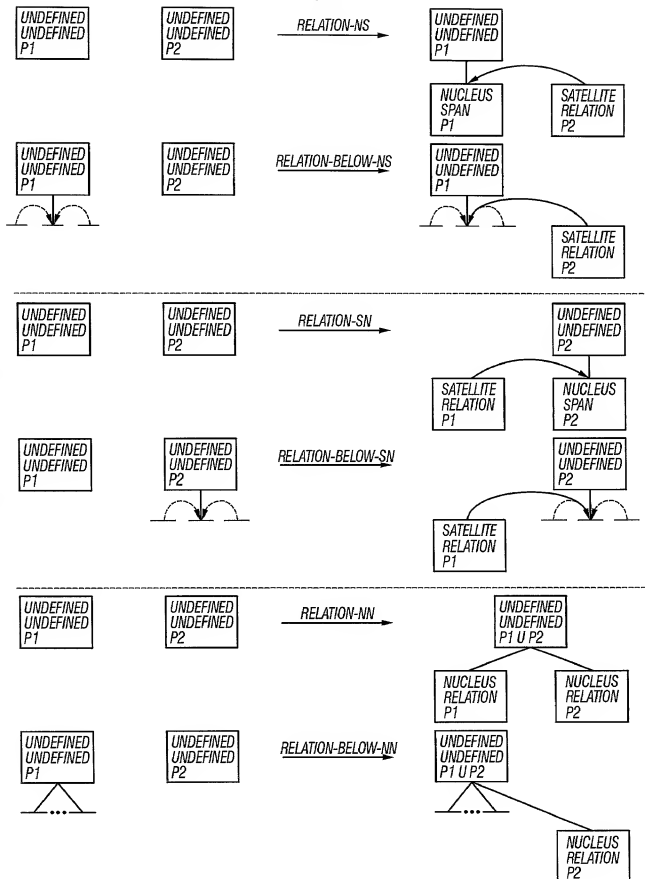 UNDEFINED
UNDEFINED
P1
UNDEFINED
UNDEFINED
P2
RELATION-NS
UNDEFINED
UNDEFINED
P1
NUCLEUS
SPAN
P1
SATELLITE
RELATION
P2
UNDEFINED
UNDEFINED
P1
UNDEFINED
UNDEFINED
P2
RELATION-BELOW-NS
UNDEFINED
UNDEFINED
P1
SATELLITE
RELATION
P2
UNDEFINED
UNDEFINED
P1
UNDEFINED
UNDEFINED
P2
RELATION-SN
UNDEFINED
UNDEFINED
P2
SATELLITE
RELATION
P1
NUCLEUS
SPAN
P2
UNDEFINED
UNDEFINED
P1
UNDEFINED
UNDEFINED
P2
RELATION-BELOW-SN
UNDEFINED
UNDEFINED
P2
SATELLITE
RELATION
P1
UNDEFINED
UNDEFINED
P1
UNDEFINED
UNDEFINED
P2
RELATION-NN
UNDEFINED
UNDEFINED
P1 U P2
NUCLEUS
RELATION
P1
NUCLEUS
RELATION
P2
UNDEFINED
UNDEFINED
P1
UNDEFINED
UNDEFINED
P2
RELATION-BELOW-NN
UNDEFINED
UNDEFINED
P1 U P2
NUCLEUS
RELATION
P2